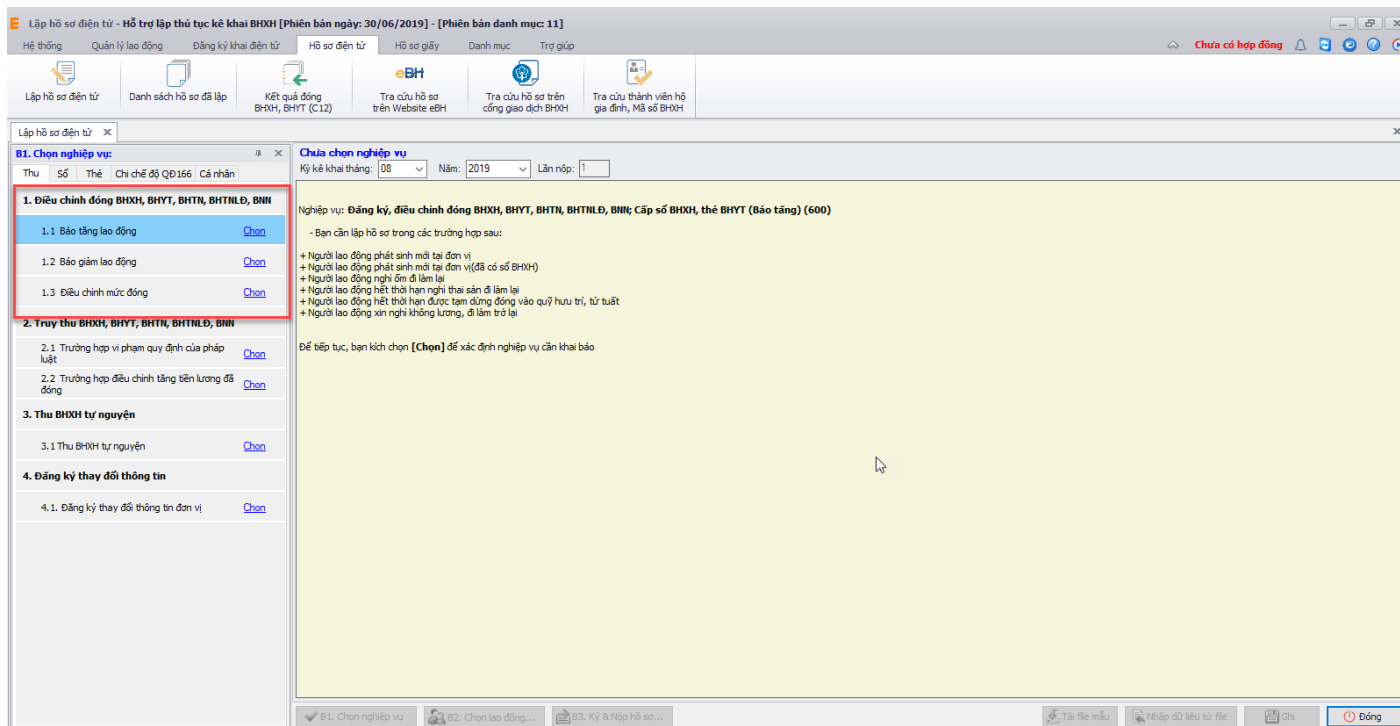 E Lập hồ sơ điện tử - Hỗ trợ lập thủ tục kê khai BHXH [Phiên bản ngày: 30/06/2019] - [Phiên bản danh mục: 11]
Hệ thống Quản lý lao động Đăng ký khai điện tử Hồ sơ điện tử Hồ sơ giấy Danh mục Trợ giúp Chưa có hợp đồng
eBH
Lập hồ sơ điện tử Danh sách hồ sơ đã lập Kết quả đóng Tra cứu hồ sơ Tra cứu hồ sơ trên Tra cứu thành viên hộ
BHXH, BHYT (C12) trên Website eBH cổng giao dịch BHXH gia đình, Mã số BHXH
Lập hồ sơ điện tử
B1. Chọn nghiệp vụ: Chưa chọn nghiệp vụ
Thu Sổ Thẻ Chi chế độ QĐ166 Cá nhân Kỳ kê khai tháng: 08 Năm: 2019 Lần nộp: 1
1. Điều chỉnh đóng BHXH, BHYT, BHTN, BHTNLĐ, BNN
1.1 Báo tăng lao động Chọn
1.2 Báo giảm lao động Chọn
1.3 Điều chỉnh mức đóng Chọn
2. Truy thu BHXH, BHYT, BHTN, BHTNLĐ, BNN
2.1 Trường hợp vi phạm quy định của pháp
luật Chọn
2.2 Trường hợp điều chỉnh tăng tiền lương đã
đóng Chọn
3. Thu BHXH tự nguyện
3.1 Thu BHXH tự nguyện Chọn
4. Đăng ký thay đổi thông tin
4.1. Đăng ký thay đổi thông tin đơn vị Chọn
Nghiệp vụ: Đăng ký, điều chỉnh đóng BHXH, BHYT, BHTN, BHTNLĐ, BNN; Cấp sổ BHXH, thẻ BHYT (Báo tăng) (600)
- Bạn cần lập hồ sơ trong các trường hợp sau:
+ Người lao động phát sinh mới tại đơn vị
+ Người lao động phát sinh mới tại đơn vị(đã có số BHXH)
+ Người lao động nghỉ ốm đi làm lại
+ Người lao động hết thời hạn nghỉ thai sản đi làm lại
+ Người lao động hết thời hạn được tạm dừng đóng vào quỹ hưu trí, tử tuất
+ Người lao động xin nghỉ không lương, đi làm trở lại
Để tiếp tục, bạn kích chọn [Chọn] để xác định nghiệp vụ cần khai báo
B1. Chọn nghiệp vụ B2. Chọn lao động... B3. Ký & Nộp hồ sơ... Tải file mẫu Nhập dữ liệu từ file Ghi Đóng